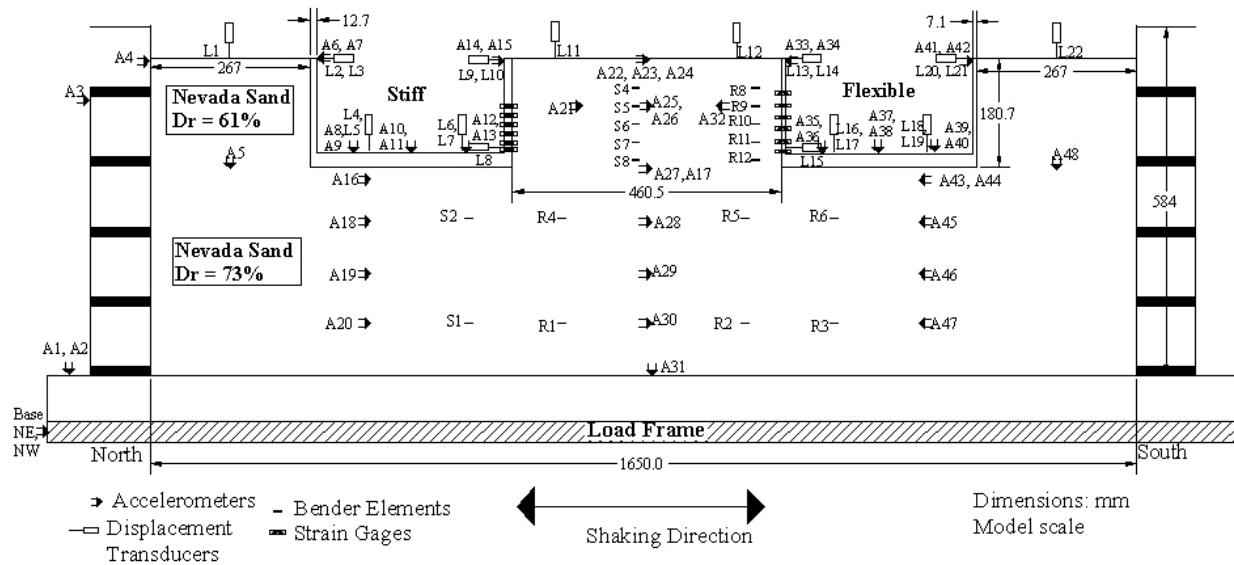 12.7
7.1
L1
A6, A7
A14, A15
L11
L12
A33, A34
A41, A42
L22
A4
L2, L3
L9, L10
L13, L14
L20, L21
267
A22, A23, A24
267
A3
Nevada Sand
Dr = 61%
Stiff
S4
R8
Flexible
L4,
A21
S5
A25,
R9
A37,
180.7
A8,
L5
A10,
L6,
A12,
S6
A26
A32
R10
A35,
L16,
A38
L18,
A39,
A9
A11
L7
A13
S7
R11
A36
L17
L19
A40
A5
L8
S8
R12
L15
A48
A16
A27, A17
A43, A44
460.5
584
A18
S2
R4
A28
R5
R6
A45
Nevada Sand
Dr = 73%
A19
A29
A46
A20
S1
R1
A30
R2
R3
A47
A1, A2
A31
Base
NE,
NW
Load Frame
North
South
1650.0
Accelerometers
Bender Elements
Dimensions: mm
Displacement
Transducers
Strain Gages
Shaking Direction
Model scale